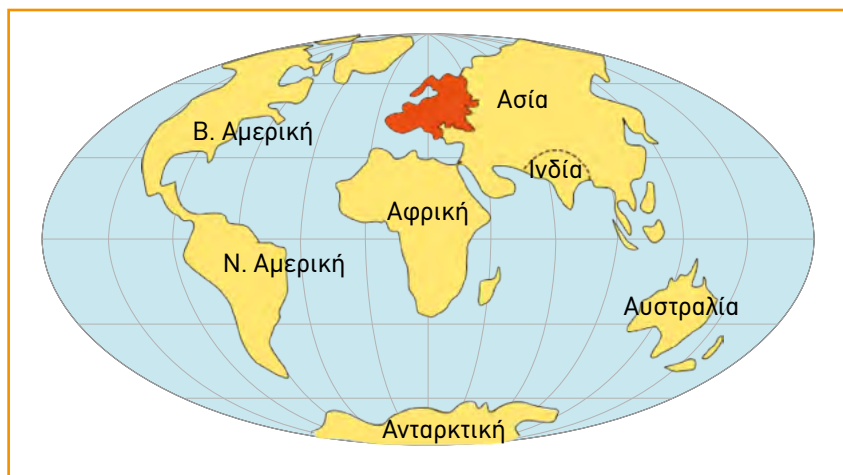 Ασία
Β. Αμερική
Ινδία
Αφρική
Ν. Αμερική
Αυστραλία
Ανταρκτική